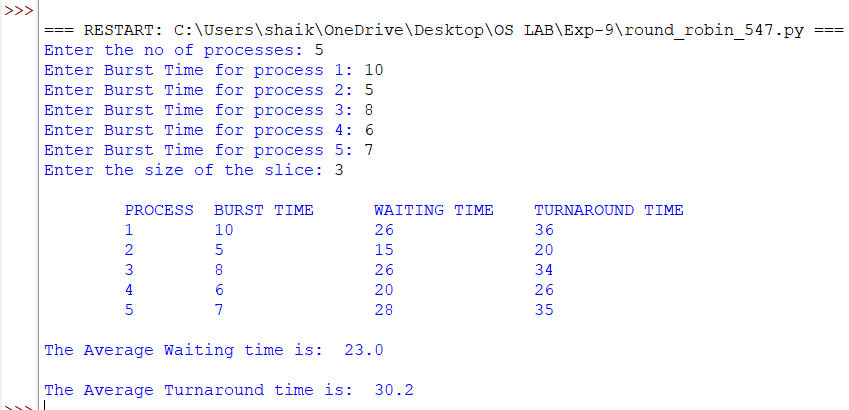 >>>
=== RESTART: C:\Users\shaik\OneDrive\Desktop\OS LAB\Exp-9\round_robin_547.py ===
Enter the no of processes: 5
Enter Burst Time for process 1: 10
Enter Burst Time for process 2: 5
Enter Burst Time for process 3: 8
Enter Burst Time for process 4: 6
Enter Burst Time for process 5: 7
Enter the size of the slice: 3
PROCESS BURST TIME WAITING TIME TURNAROUND TIME
1 10 26 36
2 5 15 20
3 8 26 34
4 6 20 26
5 7 28 35
The Average Waiting time is: 23.0
The Average Turnaround time is: 30.2
>>>